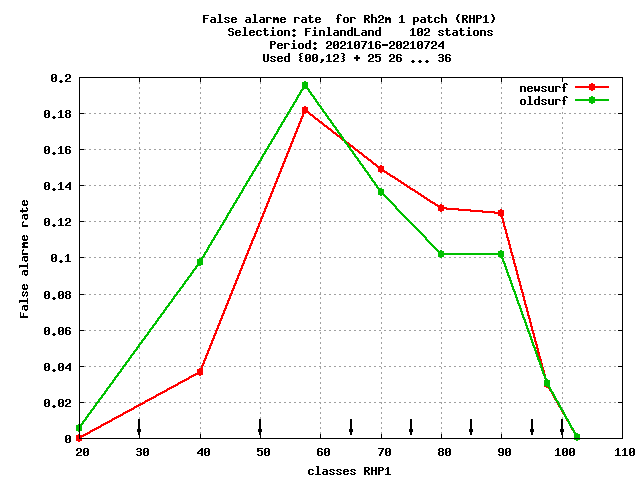 False alarme rate  for Rh2m 1 patch (RHP1)
Selection: FinlandLand    102 stations
Period: 20210716-20210724
Used {00,12} + 25 26 ... 36
newsurf
oldsurf
0.2
0.18
0.16
0.14
0.12
0.1
0.08
0.06
0.04
0.02
0
False alarme rate
20 30 40 50 60 70 80 90 100 110
classes RHP1